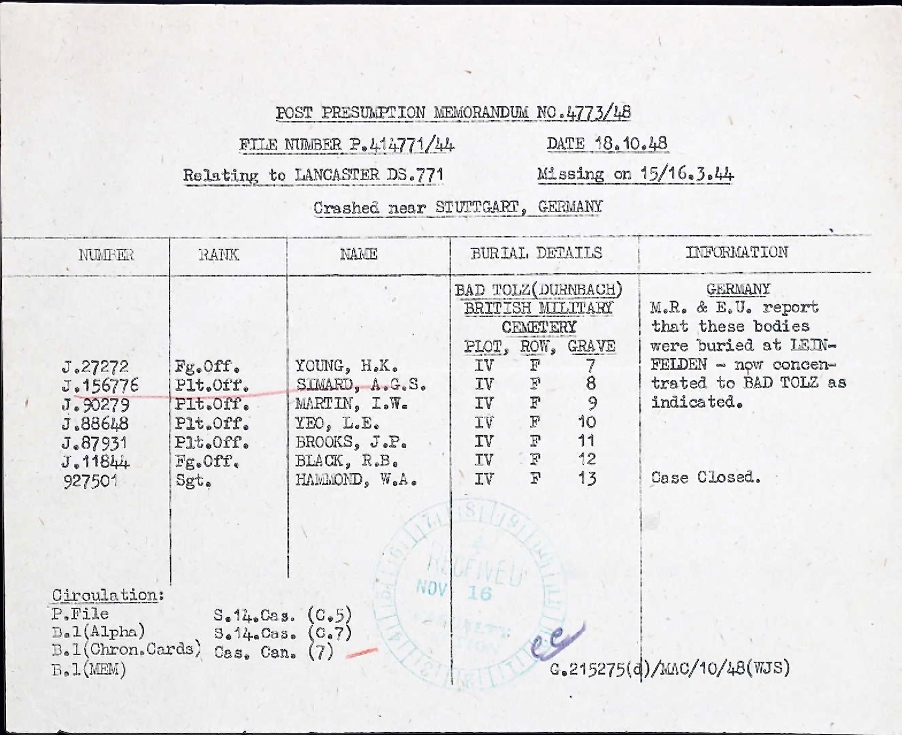 POST PRESUMPTION MEMORANDUM NO.4773/48
FILE NUMBER P.414771/44 DATE 18.10.48
Relating to LANCASTER DS.771 Missing on 15/16.3.44
Crashed near STUTTGART, GERMANY
NUMBER RANK NAME BURIAL DETAILS INFORMATION
BAD TOLZ(DURNBACH) GERMANY
BRITISH MILITARY M.R. & E.U. report
CEMETERY that these bodies
PLOT, ROW, GRAVE were buried at LEIN-
J.27272 Fg.Off. YOUNG, H.K. IV F 7 FELDEN - now concen-
J.156776 Plt.Off. SIMARD, A.G.S. IV F 8 trated to BAD TOLZ as
J.90279 Plt.Off. MARTIN, I.W. IV F 9 indicated.
J.88648 Plt.Off. YEO, L.E. IV F 10
J.87931 Plt.Off. BROOKS, J.P. IV F 11
J.11844 Fg.Off. BLACK, R.B. IV F 12
927501 Sgt. HAMMOND, W.A. IV F 13 Case Closed.
RECEIVED
NOV 16
Circulation:
P.File S.14.Cas. (C.5)
B.1(Alpha) S.14.Cas. (C.7)
B.1(Chron.Cards) Cas. Can. (7)
B.1(MEM) G.215275(d)/MAC/10/48(WJS)